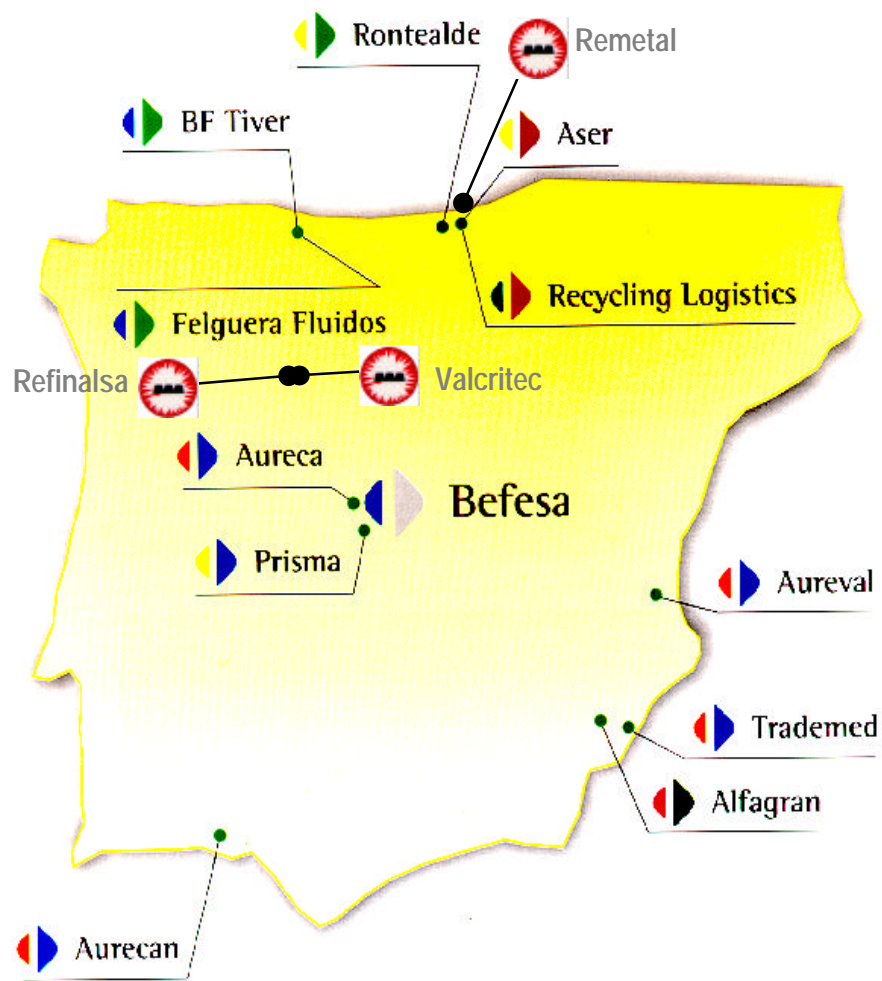 Rontealde
Remetal
BF Tiver
Aser
Recycling Logistics
Felguera Fluidos
Refinalsa
Valcritec
Aureca
Befesa
Prisma
Aureval
Trademed
Alfagran
Aurecan